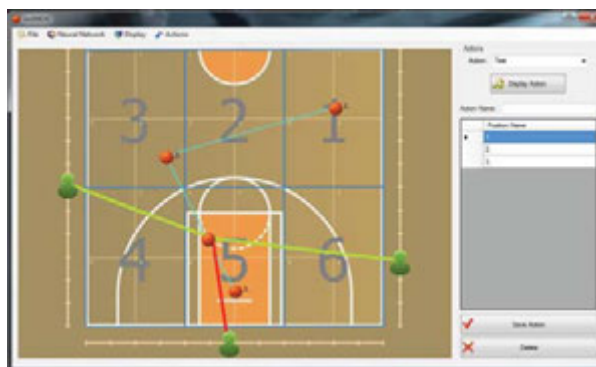 File Neural Network Display Actions
Actions
Action: Test
Display Action
Action Name
Position Name
1
2
3
3 2 1
4 5 6
Save Action
Delete